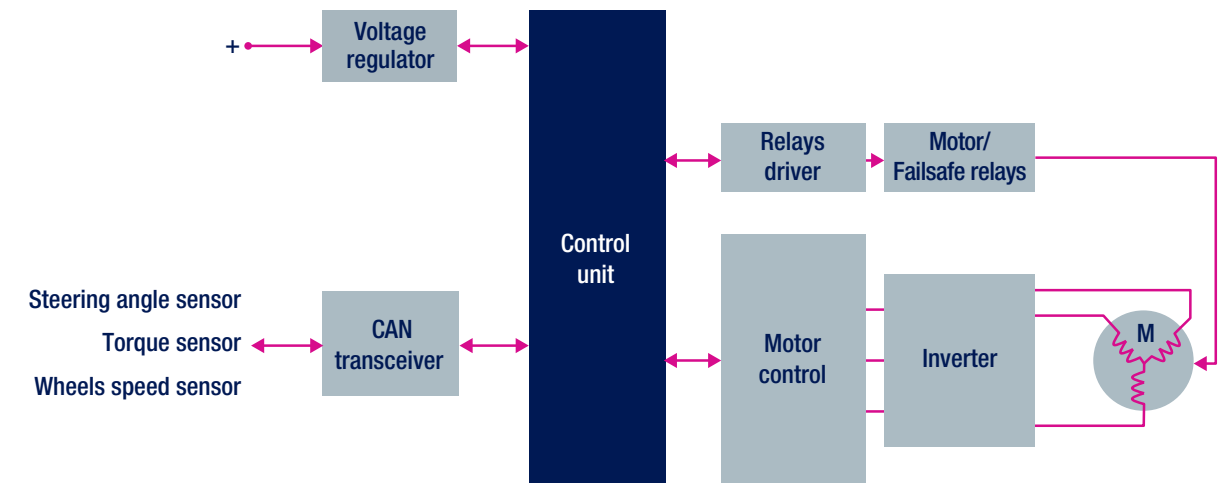 +
Voltage
regulator
Relays
driver
Motor/
Failsafe relays
Control
unit
Steering angle sensor
Torque sensor
Wheels speed sensor
CAN
transceiver
Motor
control
Inverter
M